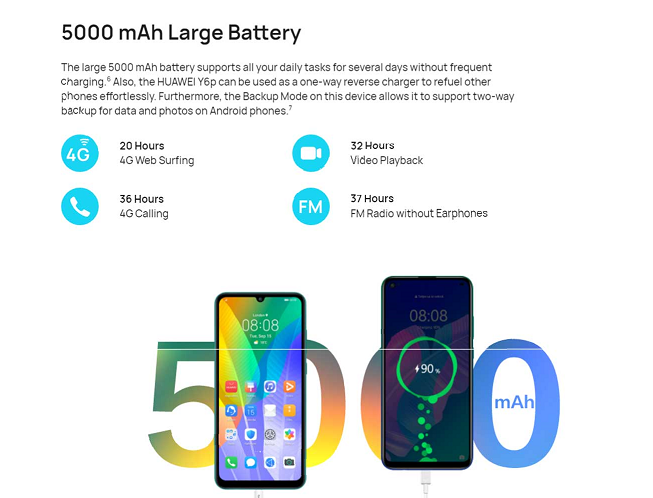 5000 mAh Large Battery
The large 5000 mAh battery supports all your daily tasks for several days without frequent
charging.⁶ Also, the HUAWEI Y6p can be used as a one-way reverse charger to refuel other
phones effortlessly. Furthermore, the Backup Mode on this device allows it to support two-way
backup for data and photos on Android phones.⁷
4G
20 Hours
4G Web Surfing
32 Hours
Video Playback
36 Hours
4G Calling
FM
37 Hours
FM Radio without Earphones
5000
mAh
London
08:08
08:08
90%